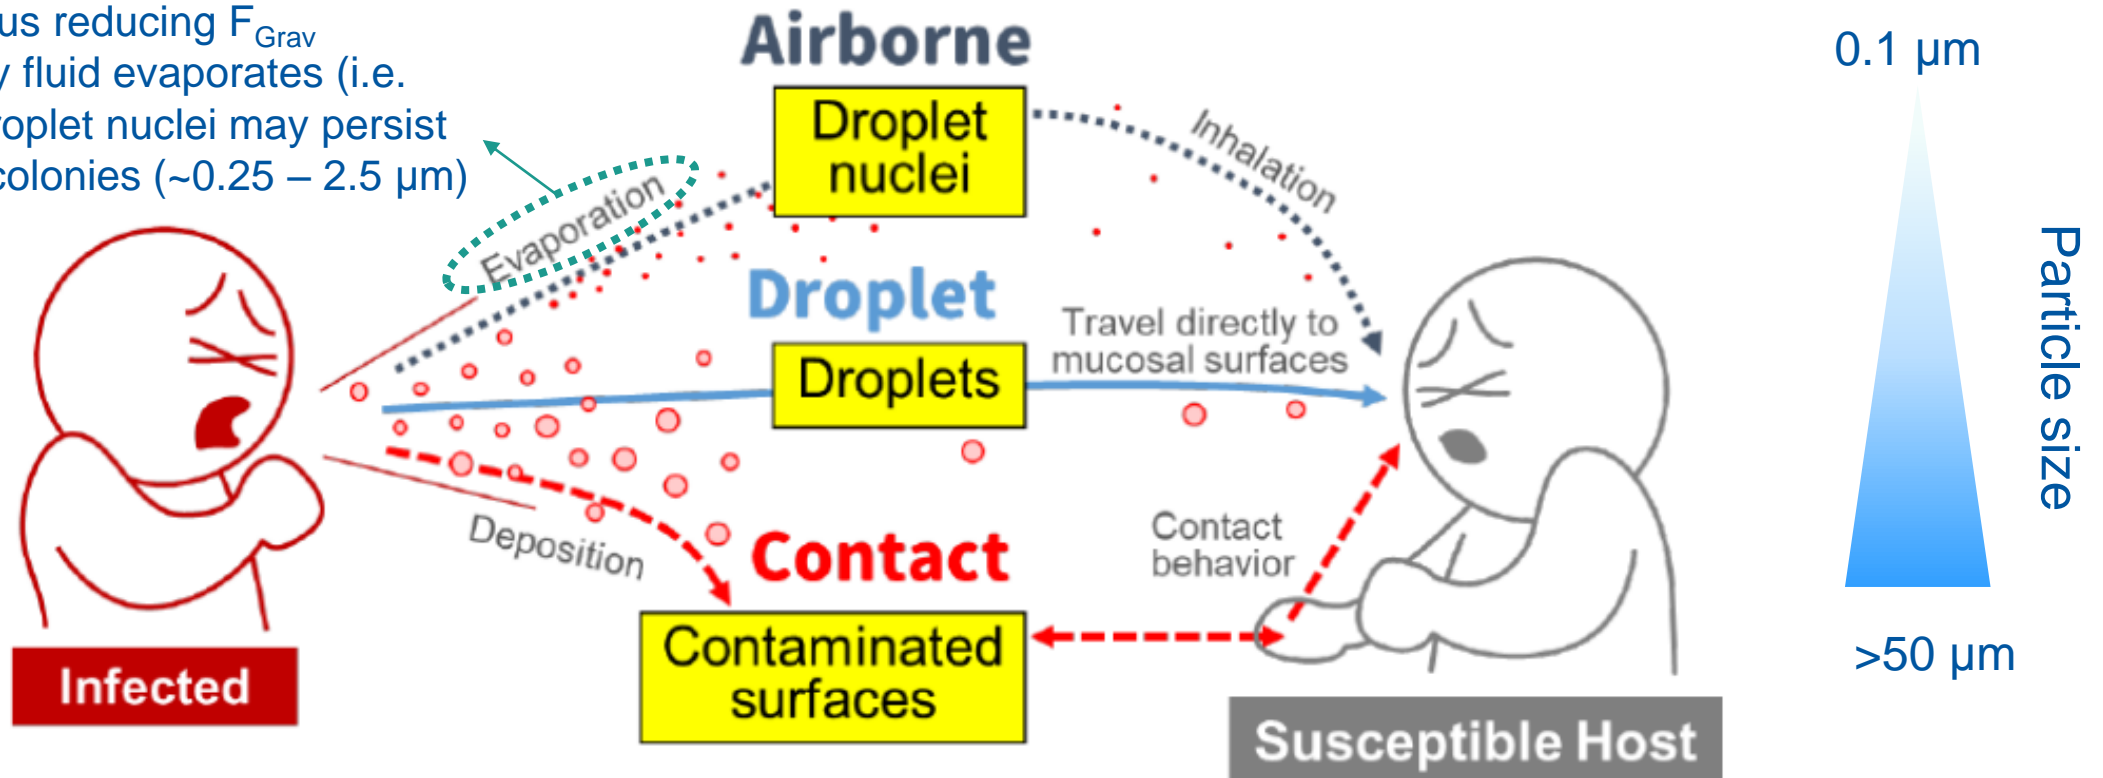 us reducing FGrav
y fluid evaporates (i.e.
roplet nuclei may persist
colonies (~0.25 – 2.5 µm)
Airborne
Droplet
nuclei
Inhalation
Evaporation
Droplet
Droplets
Travel directly to
mucosal surfaces
Deposition
Contact
Contact
behavior
Contaminated
surfaces
Infected
Susceptible Host
0.1 µm
Particle size
>50 µm